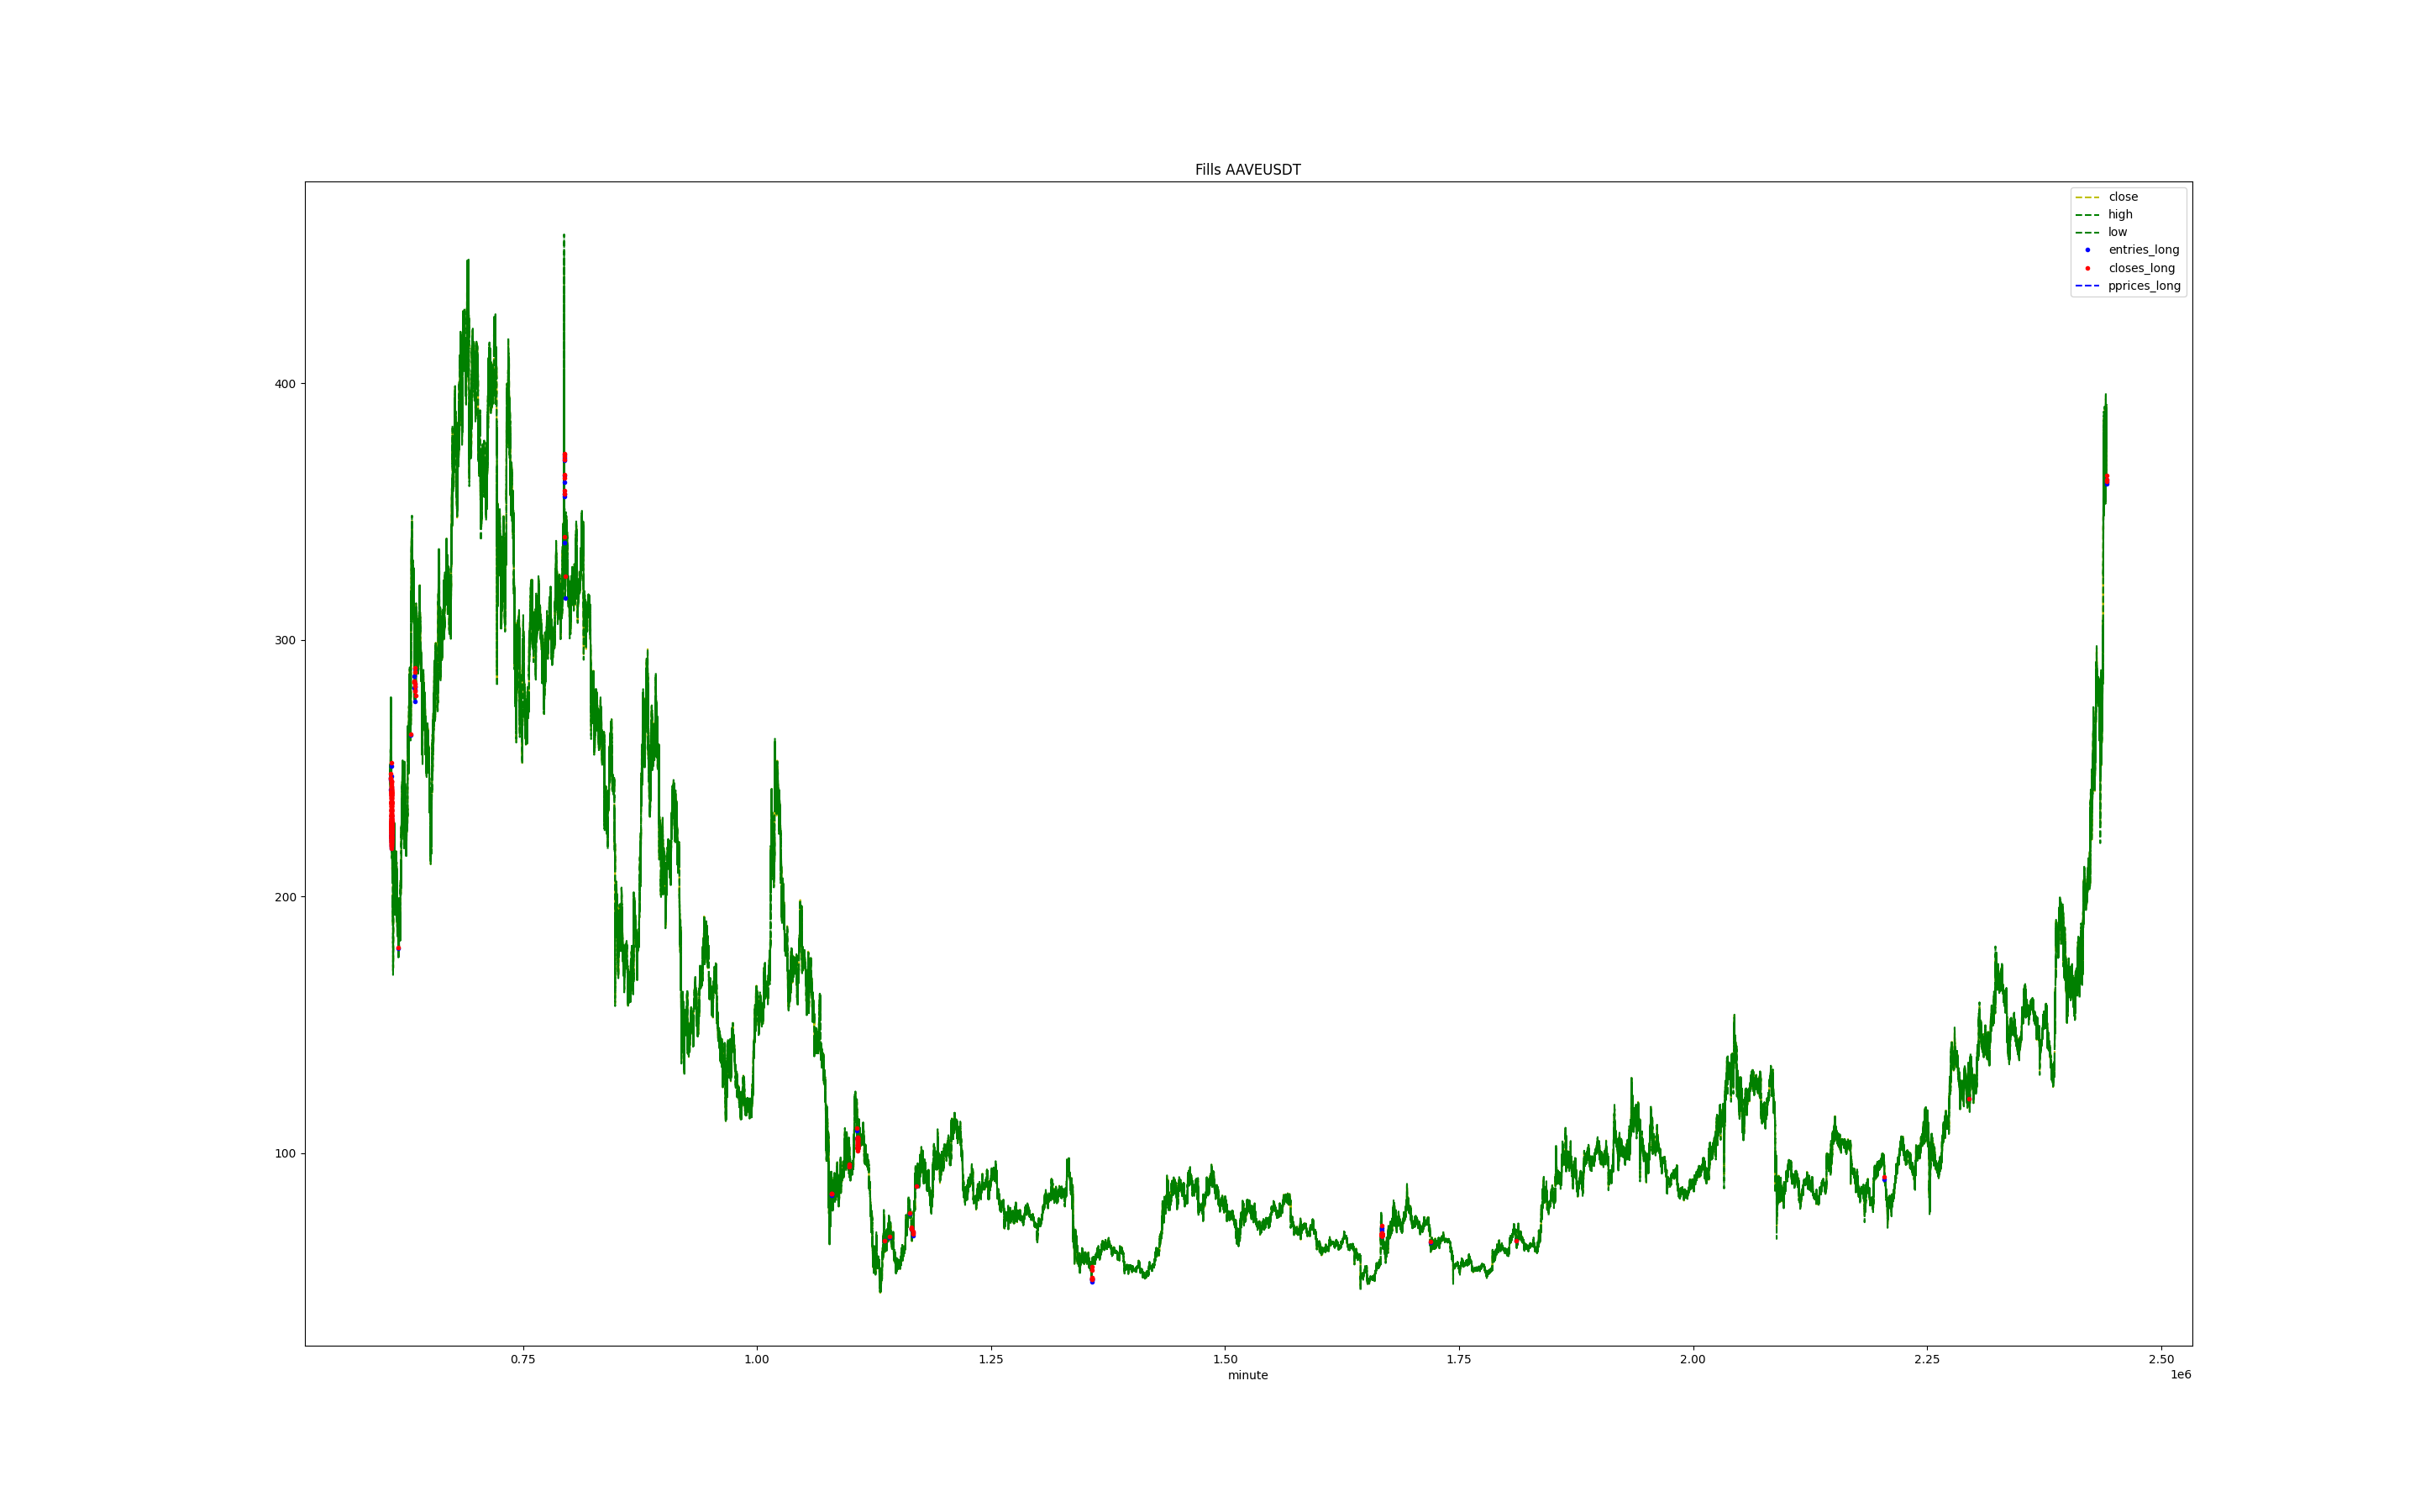 Fills AAVEUSDT
close
high
low
entries_long
closes_long
pprices_long
400
300
200
100
0.75 1.00 1.25 1.50 1.75 2.00 2.25 2.50
minute 1e6